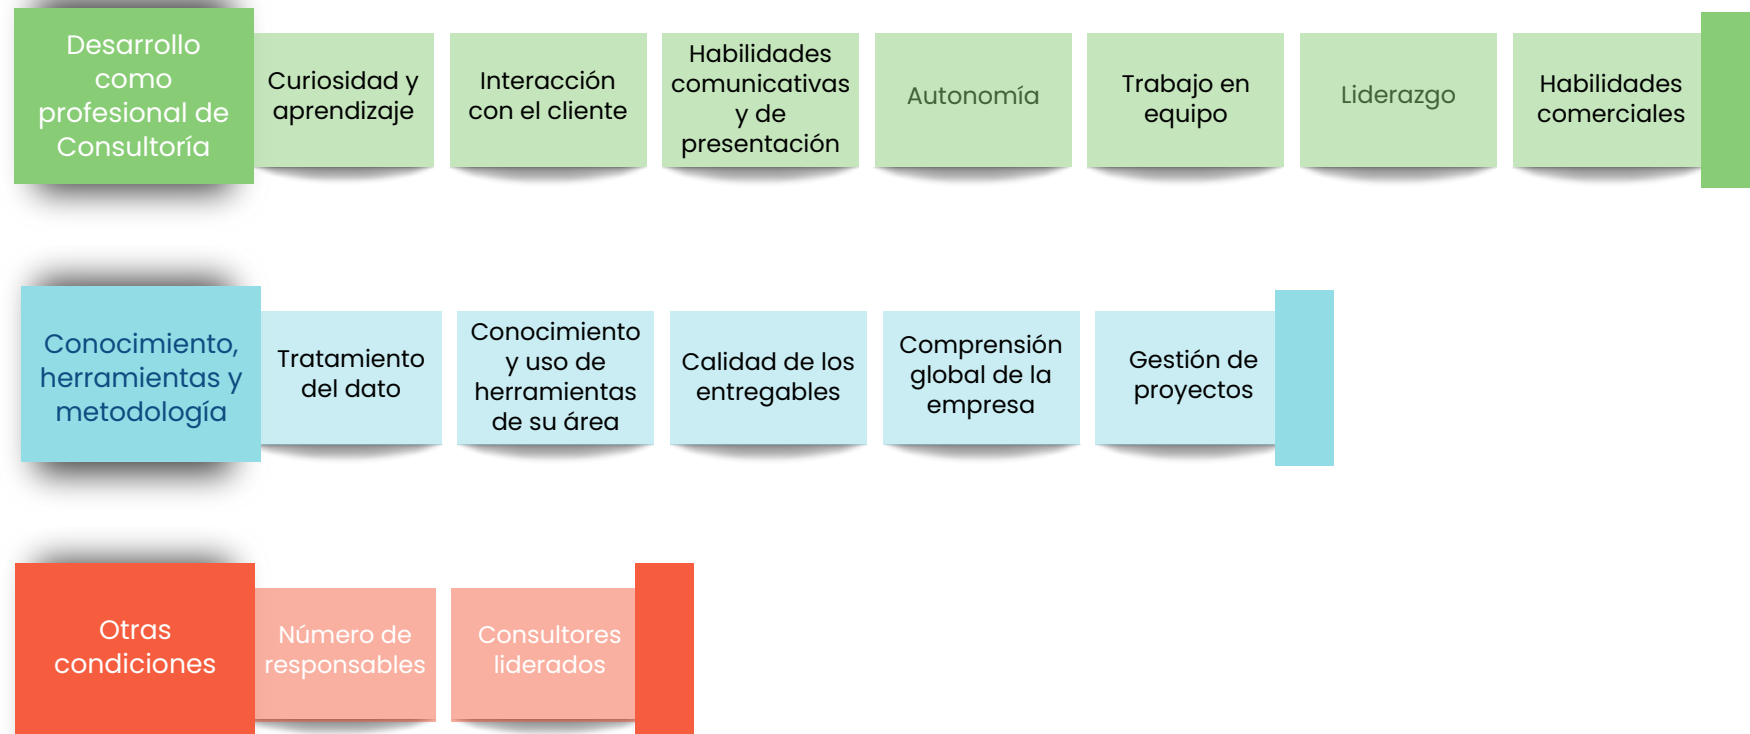 Desarrollo
como
profesional de
Consultoría
Curiosidad y
aprendizaje
Interacción
con el cliente
Habilidades
comunicativas
y de
presentación
Autonomía
Trabajo en
equipo
Liderazgo
Habilidades
comerciales
Conocimiento,
herramientas y
metodología
Tratamiento
del dato
Conocimiento
y uso de
herramientas
de su área
Calidad de los
entregables
Comprensión
global de la
empresa
Gestión de
proyectos
Otras
condiciones
Número de
responsables
Consultores
liderados